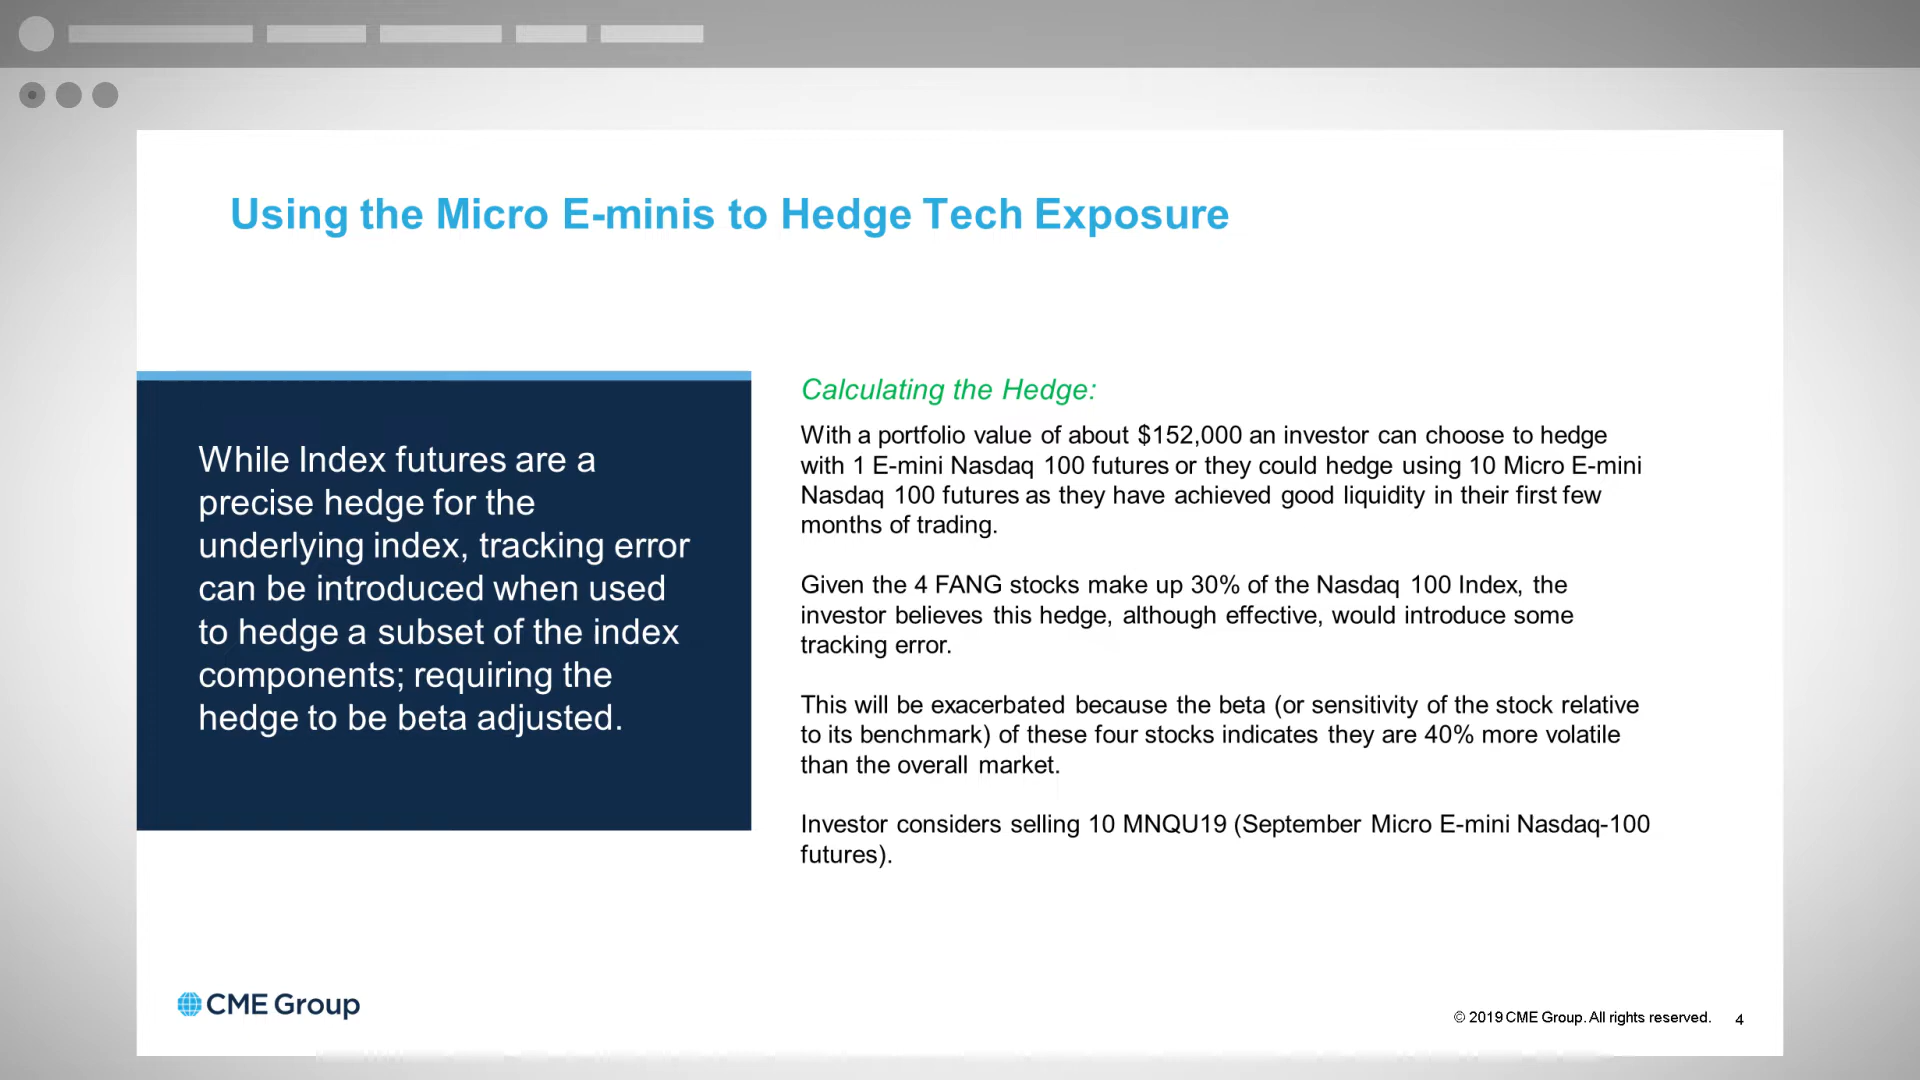 Using the Micro E-minis to Hedge Tech Exposure
While Index futures are a
precise hedge for the
underlying index, tracking error
can be introduced when used
to hedge a subset of the index
components; requiring the
hedge to be beta adjusted.
Calculating the Hedge:
With a portfolio value of about $152,000 an investor can choose to hedge
with 1 E-mini Nasdaq 100 futures or they could hedge using 10 Micro E-mini
Nasdaq 100 futures as they have achieved good liquidity in their first few
months of trading.
Given the 4 FANG stocks make up 30% of the Nasdaq 100 Index, the
investor believes this hedge, although effective, would introduce some
tracking error.
This will be exacerbated because the beta (or sensitivity of the stock relative
to its benchmark) of these four stocks indicates they are 40% more volatile
than the overall market.
Investor considers selling 10 MNQU19 (September Micro E-mini Nasdaq-100
futures).
CME Group
© 2019 CME Group. All rights reserved. 4